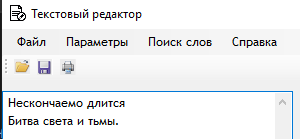 Текстовый редактор
Файл Параметры Поиск слов Справка
Нескончаемо длится
Битва света и тьмы.